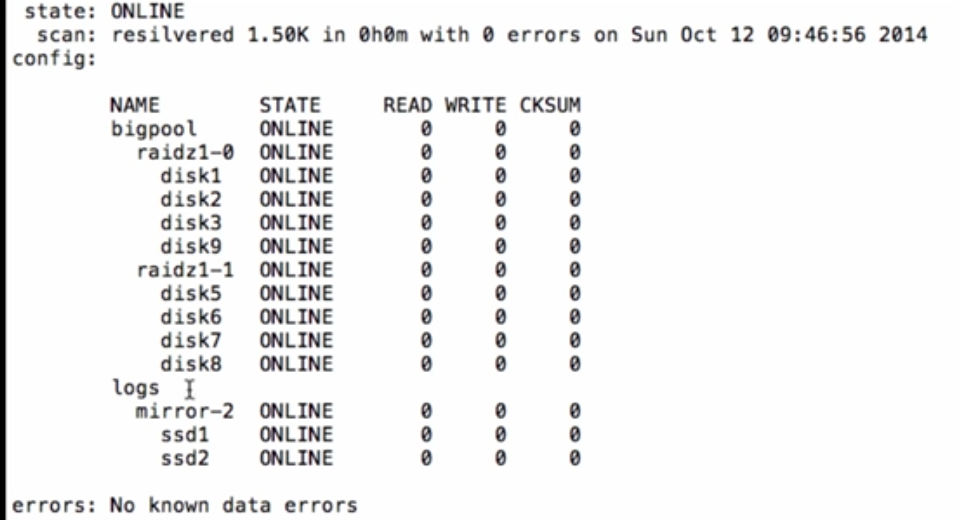 state: ONLINE
scan: resilvered 1.50K in 0h0m with 0 errors on Sun Oct 12 09:46:56 2014
config:
NAME STATE READ WRITE CKSUM
bigpool ONLINE 0 0 0
raidz1-0 ONLINE 0 0 0
disk1 ONLINE 0 0 0
disk2 ONLINE 0 0 0
disk3 ONLINE 0 0 0
disk9 ONLINE 0 0 0
raidz1-1 ONLINE 0 0 0
disk5 ONLINE 0 0 0
disk6 ONLINE 0 0 0
disk7 ONLINE 0 0 0
disk8 ONLINE 0 0 0
logs
mirror-2 ONLINE 0 0 0
ssd1 ONLINE 0 0 0
ssd2 ONLINE 0 0 0
errors: No known data errors